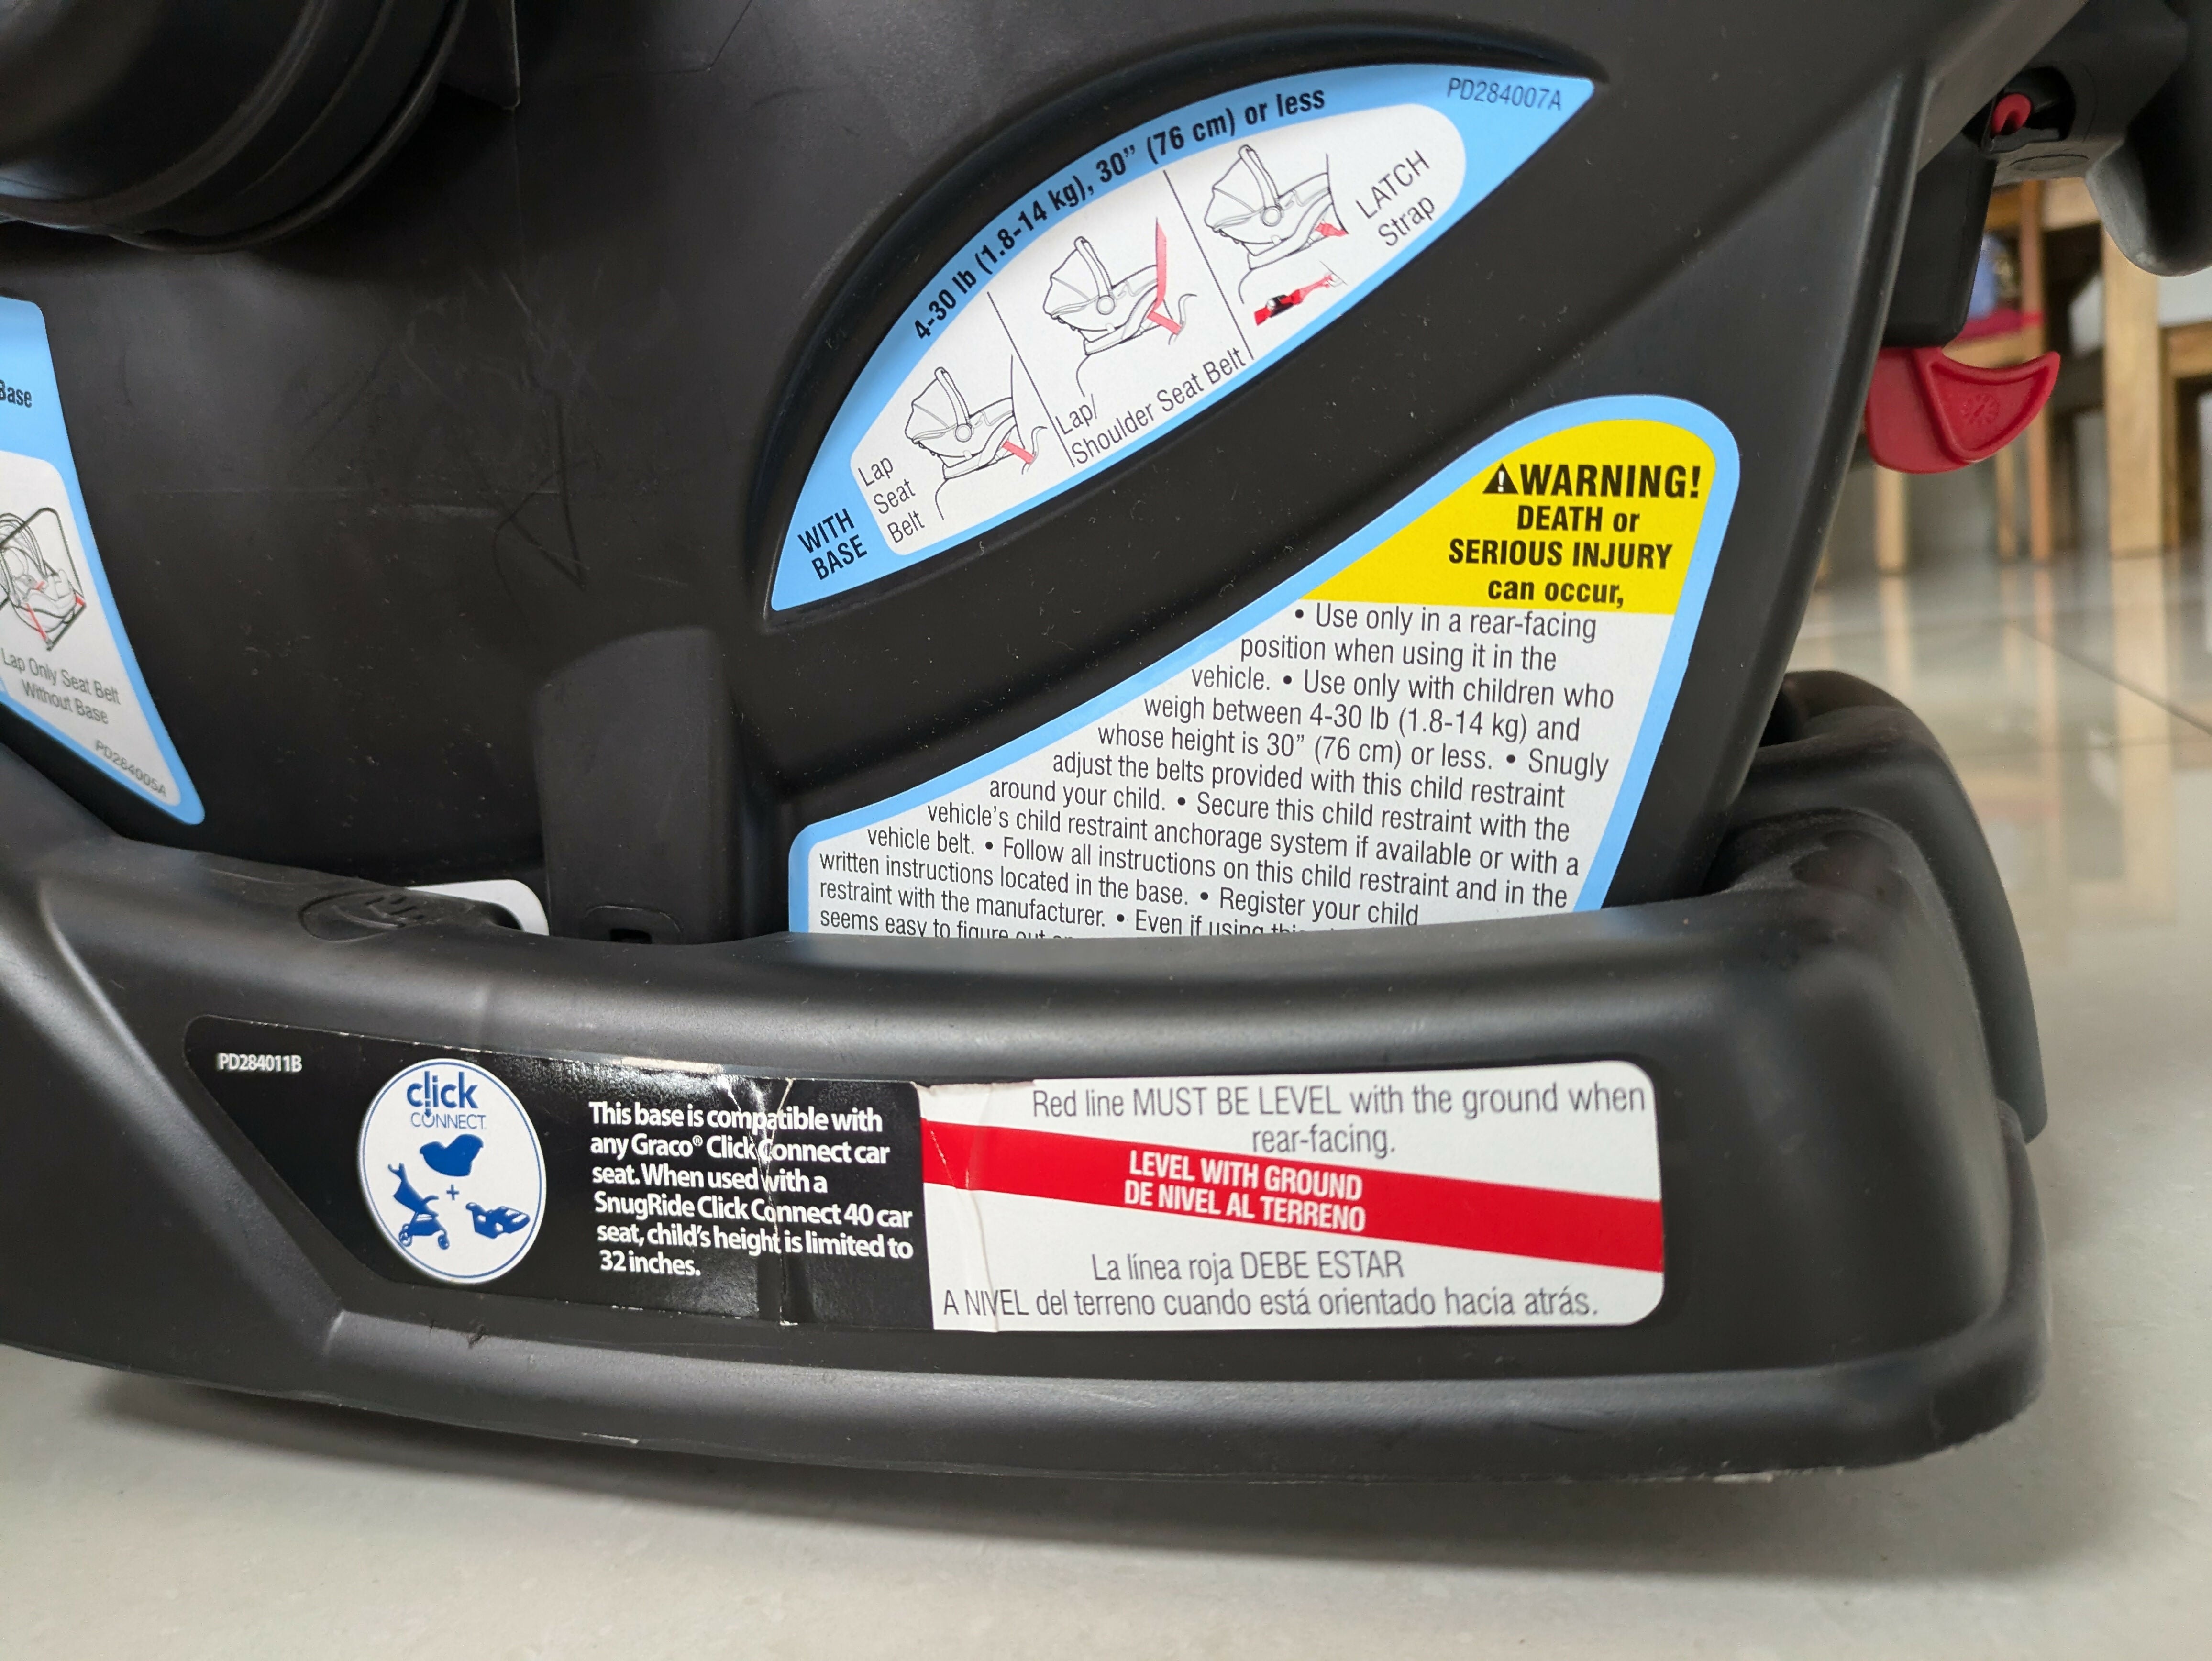 4-30 lb (1.8-14 kg), 30” (76 cm) or less
PD284007A
WITH
BASE
Lap
Seat
Belt
Lap/
Shoulder Seat Belt
LATCH
Strap
Base
Lap Only Seat Belt
Without Base
PD284005A
WARNING!
DEATH or
SERIOUS INJURY
can occur,
• Use only in a rear-facing
position when using it in the
vehicle. • Use only with children who
weigh between 4-30 lb (1.8-14 kg) and
whose height is 30” (76 cm) or less. • Snugly
adjust the belts provided with this child restraint
around your child. • Secure this child restraint with the
vehicle’s child restraint anchorage system if available or with a
vehicle belt. • Follow all instructions on this child restraint and in the
written instructions located in the base. • Register your child
restraint with the manufacturer. • Even if using
seems easy to figure out
PD284011B
click
CONNECT
This base is compatible with
any Graco® Click Connect car
seat. When used with a
SnugRide Click Connect 40 car
seat, child’s height is limited to
32 inches.
Red line MUST BE LEVEL with the ground when
rear-facing.
LEVEL WITH GROUND
DE NIVEL AL TERRENO
La línea roja DEBE ESTAR
A NIVEL del terreno cuando está orientado hacia atrás.